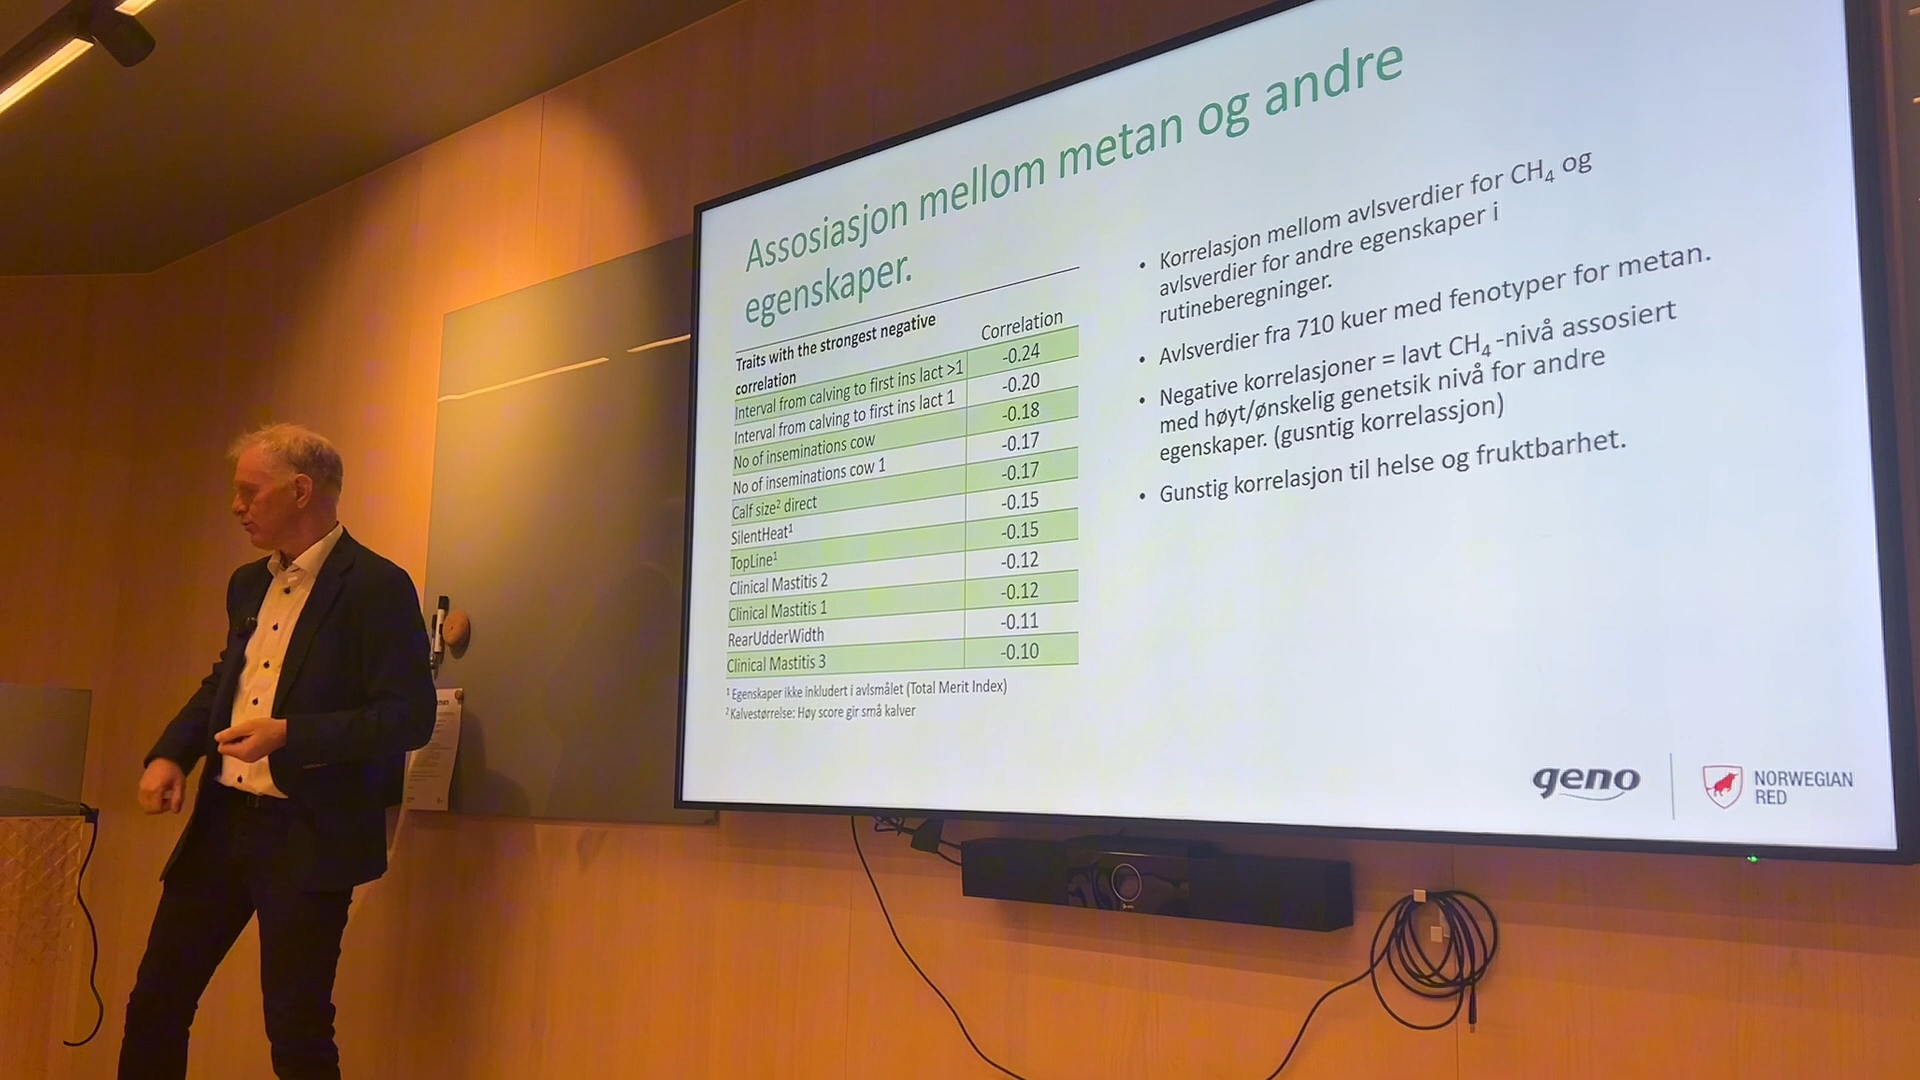 Assosiasjon mellom metan og andre
egenskaper.
Traits with the strongest negative
correlation
Correlation
Interval from calving to first ins lact >1 -0.24
Interval from calving to first ins lact 1 -0.20
No of inseminations cow -0.18
No of inseminations cow 1 -0.17
Calf size² direct -0.17
SilentHeat¹ -0.15
TopLine¹ -0.15
Clinical Mastitis 2 -0.12
Clinical Mastitis 1 -0.12
RearUdderWidth -0.11
Clinical Mastitis 3 -0.10
¹ Egenskaper ikke inkludert i avlsmålet (Total Merit Index)
² Kalvestørrelse: Høy score gir små kalver
• Korrelasjon mellom avlsverdier for CH₄ og
avlsverdier for andre egenskaper i
rutineberegninger.
• Avlsverdier fra 710 kuer med fenotyper for metan.
• Negative korrelasjoner = lavt CH₄ -nivå assosiert
med høyt/ønskelig genetsik nivå for andre
egenskaper. (gusntig korrelassjon)
• Gunstig korrelasjon til helse og fruktbarhet.
geno
NORWEGIAN
RED